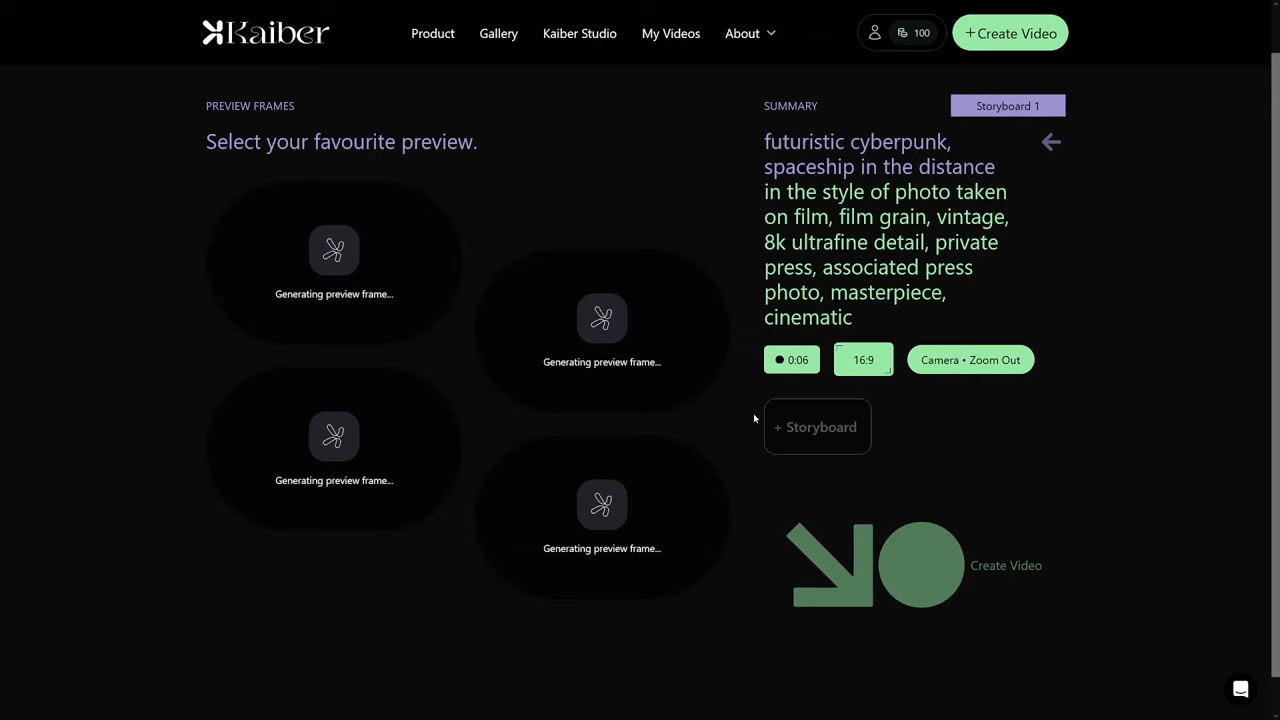 Kaiber
Product
Gallery
Kaiber Studio
My Videos
About
100
+Create Video
PREVIEW FRAMES
Select your favourite preview.
Generating preview frame...
Generating preview frame...
Generating preview frame...
Generating preview frame...
SUMMARY
Storyboard 1
futuristic cyberpunk,
spaceship in the distance
in the style of photo taken
on film, film grain, vintage,
8k ultrafine detail, private
press, associated press
photo, masterpiece,
cinematic
0:06
16:9
Camera • Zoom Out
+ Storyboard
Create Video